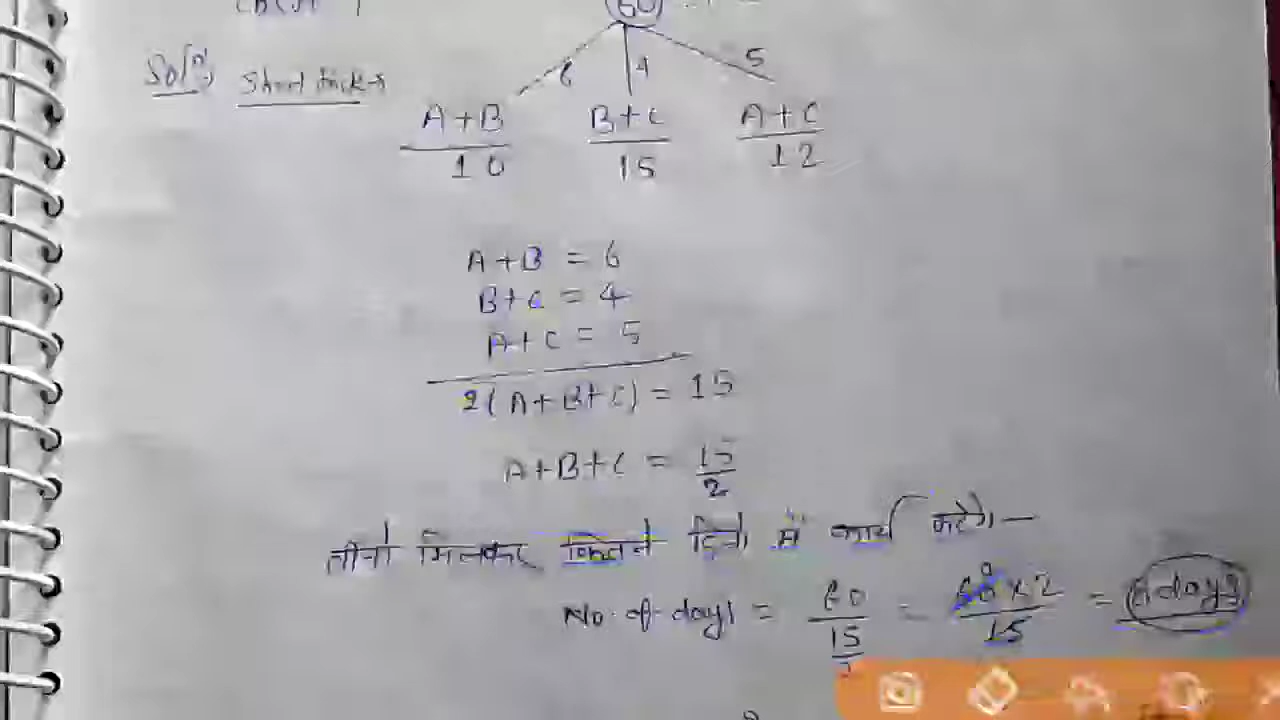 60
Solⁿ, Short trick→
6 4 5
A+B B+C A+C
10 15 12
A+B = 6
B+C = 4
A+C = 5
2(A+B+C) = 15
A+B+C = 15/2
तीनो मिलकर कितने दिनो में कार्य करेंगे —
No. of days = 60/(15/2) = 60×2/15 = 8 days